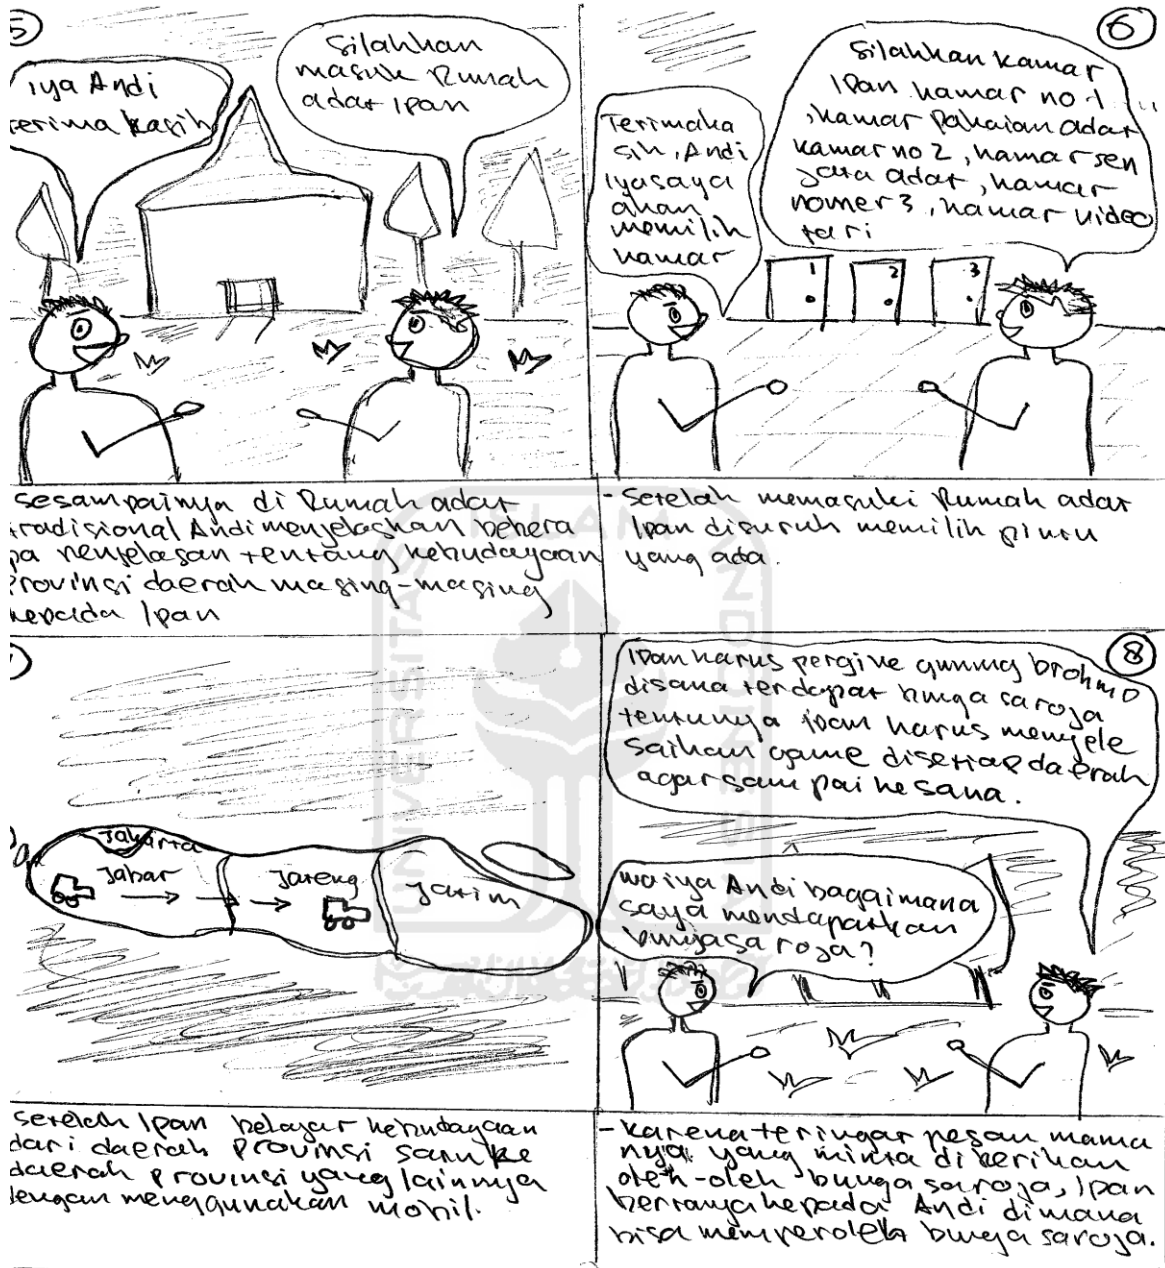 5
iya Andi
terima kasih
Silahkan
masuk Rumah
adat Ipan
sesampainya di Rumah adat
tradisional Andi menjelaskan bebera
pa penjelasan tentang kebudayaan
Provinsi daerah masing-masing
kepada Ipan
6
Terimaka
sih, Andi
iya saya
akan
memilih
kamar
Silahkan kamar
Ipan kamar no 1
, kamar pakaian adat
kamar no 2, kamar sen
jata adat, kamar
nomer 3, kamar video
tari
1
2
3
- Setelah memasuki Rumah adat
Ipan disuruh memilih pintu
yang ada.
Jakarta
Jabar
Jateng
Jatim
setelah Ipan belajar kebudayaan
dari daerah Provinsi satu ke
daerah Provinsi yang lainnya
dengan menggunakan mobil.
8
Ipan harus pergi ke gunung brohmo
disana terdapat bunga saroja
tentunya ipan harus menyele
saikan game disetiap daerah
agar sampai kesana.
wa iya Andi bagaimana
saya mendapatkan
bunga saroja?
- Karena teringat pesan mama
nya yang minta diberikan
oleh-oleh bunga saroja, Ipan
bertanya kepada Andi dimana
bisa memperoleh bunga saroja.
UNIVERSITAS
ISLAM
INDONESIA